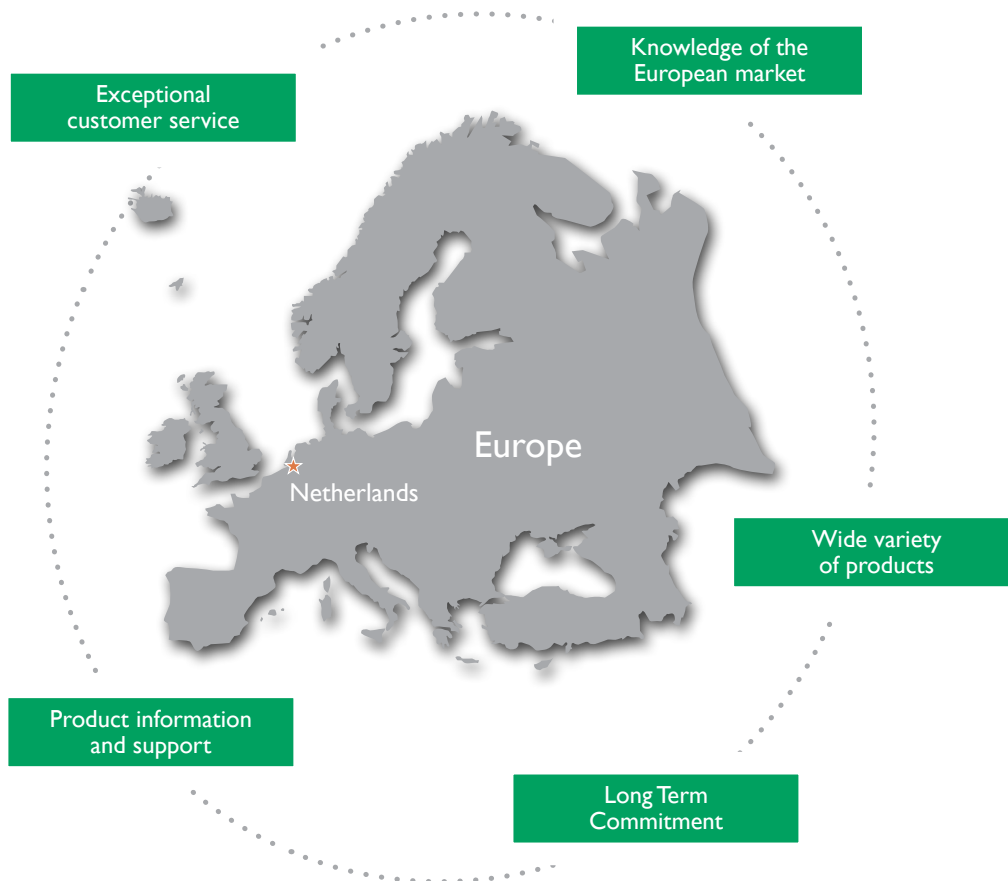 Knowledge of the
European market
Exceptional
customer service
Europe
Netherlands
Wide variety
of products
Product information
and support
Long Term
Commitment